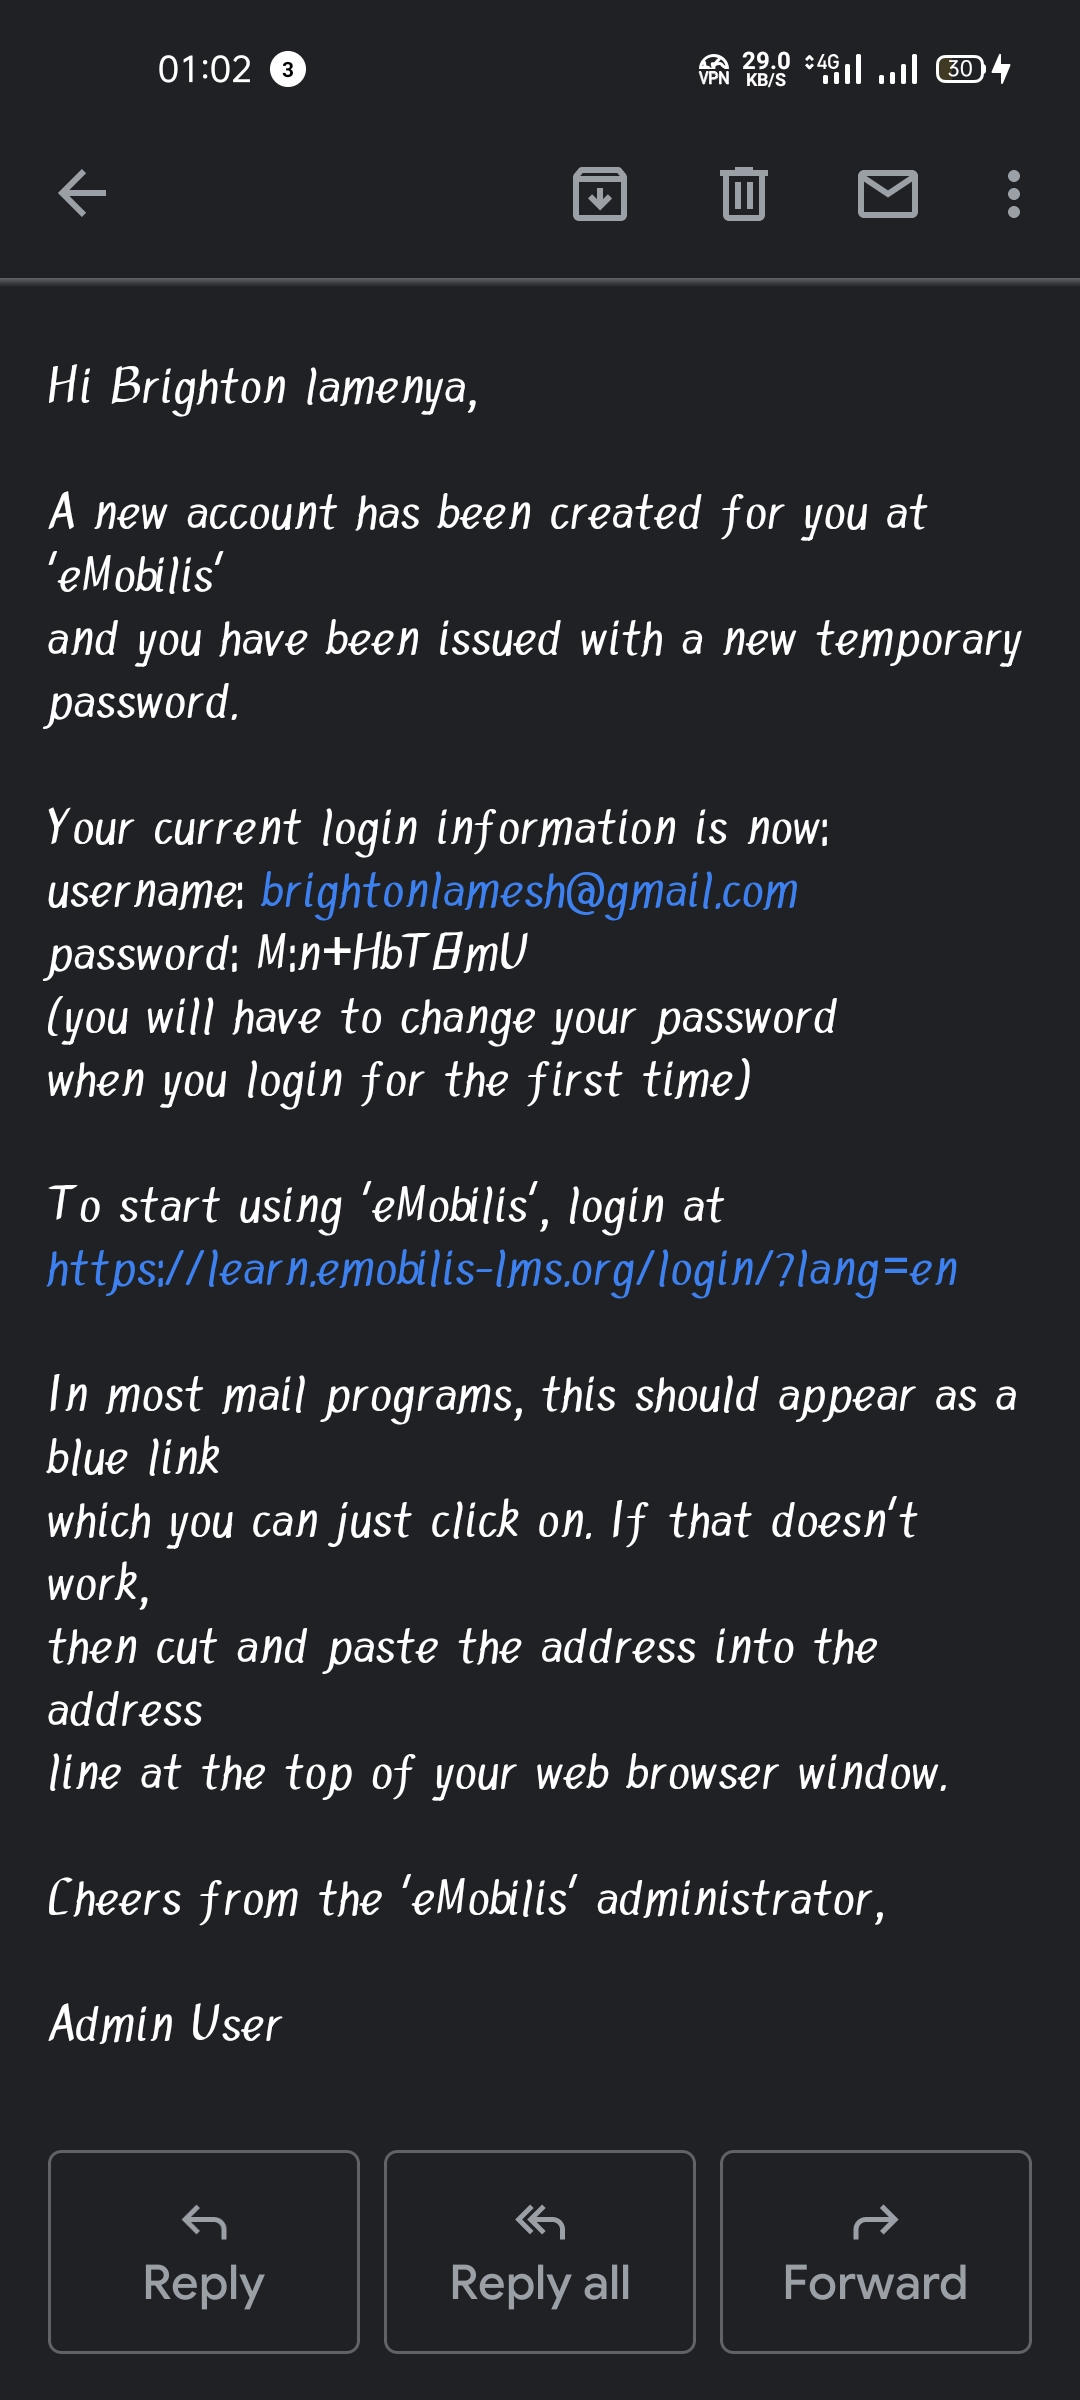 01:02 3 VPN 29.0 KB/S 4G 30
Hi Brighton lamenya,
A new account has been created for you at
'eMobilis'
and you have been issued with a new temporary
password.
Your current login information is now:
username: brightonlamesh@gmail.com
password: M:n+HbT8mU
(you will have to change your password
when you login for the first time)
To start using 'eMobilis', login at
https://learn.emobilis-lms.org/login/?lang=en
In most mail programs, this should appear as a
blue link
which you can just click on. If that doesn't
work,
then cut and paste the address into the
address
line at the top of your web browser window.
Cheers from the 'eMobilis' administrator,
Admin User
Reply Reply all Forward